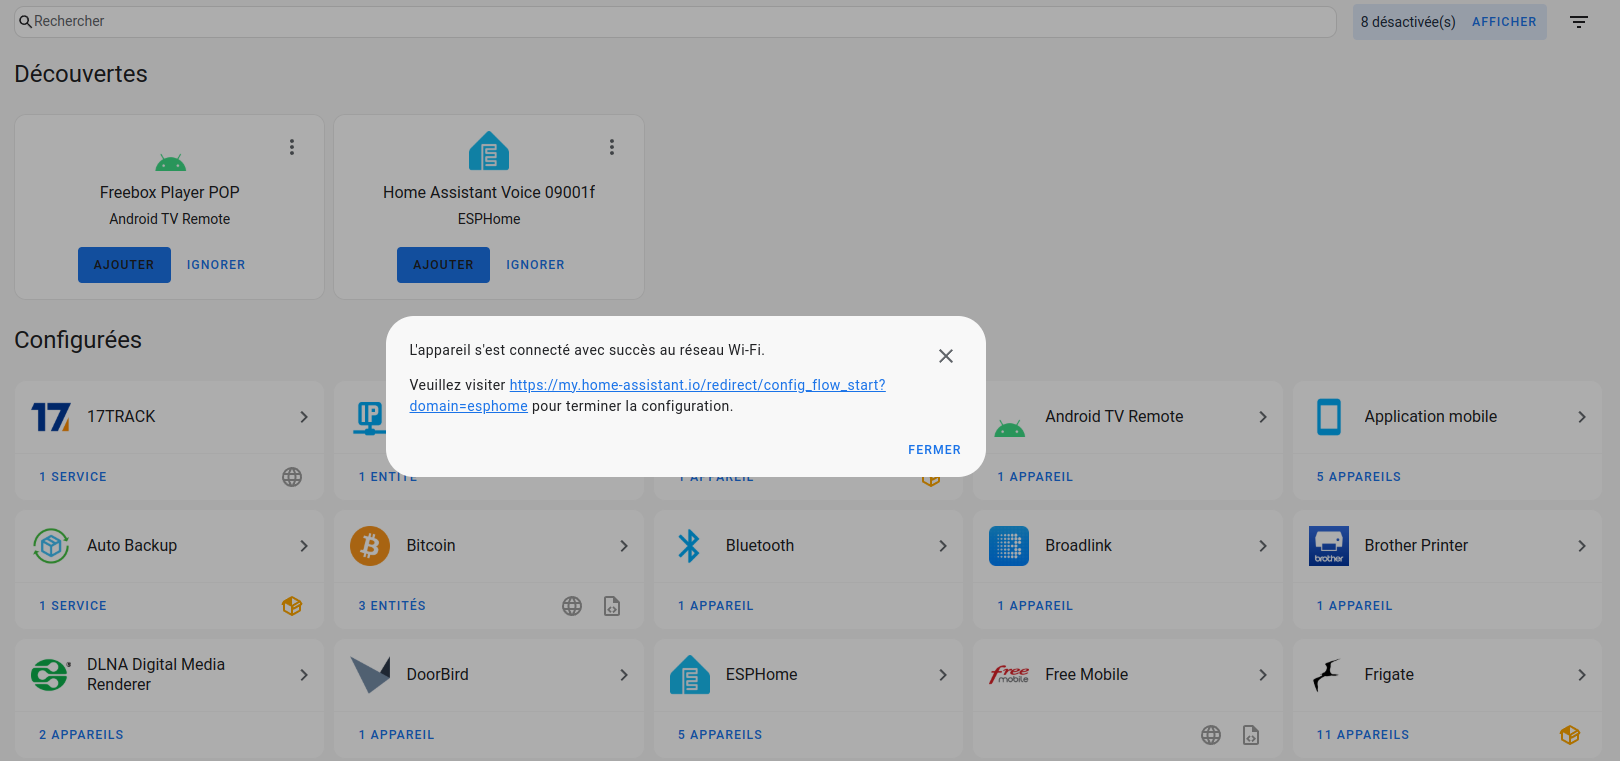 Rechercher
8 désactivée(s) AFFICHER
Découvertes
Freebox Player POP
Android TV Remote
AJOUTER IGNORER
Home Assistant Voice 09001f
ESPHome
AJOUTER IGNORER
Configurées
L'appareil s'est connecté avec succès au réseau Wi-Fi.
Veuillez visiter https://my.home-assistant.io/redirect/config_flow_start?
domain=esphome pour terminer la configuration.
FERMER
17 17TRACK
1 SERVICE
IP
1 ENTITÉ
1 APPAREIL
Android TV Remote
1 APPAREIL
Application mobile
5 APPAREILS
Auto Backup
1 SERVICE
Bitcoin
3 ENTITÉS
Bluetooth
1 APPAREIL
Broadlink
1 APPAREIL
brother Brother Printer
1 APPAREIL
DLNA Digital Media
Renderer
2 APPAREILS
DoorBird
1 APPAREIL
ESPHome
5 APPAREILS
free
mobile
Free Mobile
Frigate
11 APPAREILS